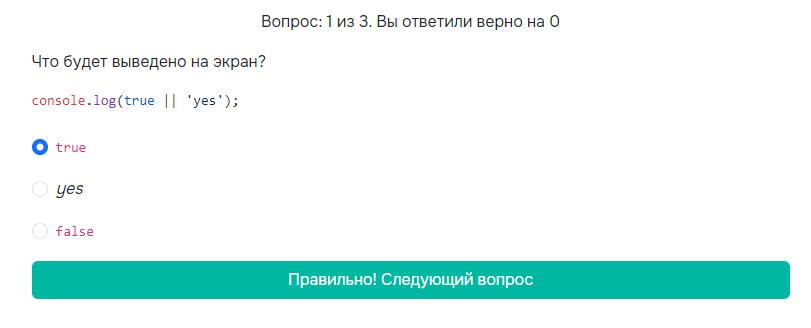 Вопрос: 1 из 3. Вы ответили верно на 0
Что будет выведено на экран?
console.log(true || 'yes');
true
yes
false
Правильно! Следующий вопрос